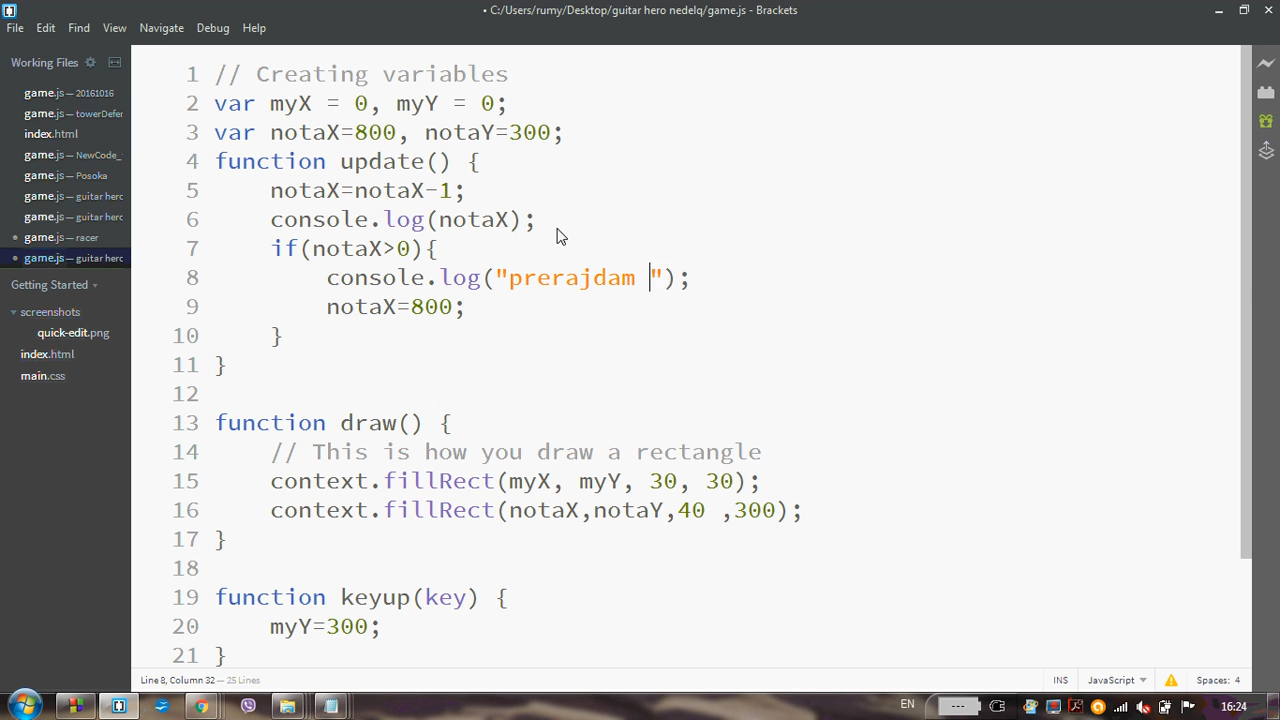 • C:/Users/rumy/Desktop/guitar hero nedelq/game.js - Brackets
File Edit Find View Navigate Debug Help
Working Files
game.js — 20161016
game.js — towerDefer
index.html
game.js — NewCode_
game.js — Posoka
game.js — guitar herc
game.js — guitar herc
• game.js — racer
• game.js — guitar herc
Getting Started
screenshots
quick-edit.png
index.html
main.css
1 // Creating variables
2 var myX = 0, myY = 0;
3 var notaX=800, notaY=300;
4 function update() {
5 notaX=notaX-1;
6 console.log(notaX);
7 if(notaX>0){
8 console.log("prerajdam ");
9 notaX=800;
10 }
11 }
12
13 function draw() {
14 // This is how you draw a rectangle
15 context.fillRect(myX, myY, 30, 30);
16 context.fillRect(notaX,notaY,40 ,300);
17 }
18
19 function keyup(key) {
20 myY=300;
21 }
Line 8, Column 32 — 25 Lines
INS JavaScript Spaces: 4
EN 16:24